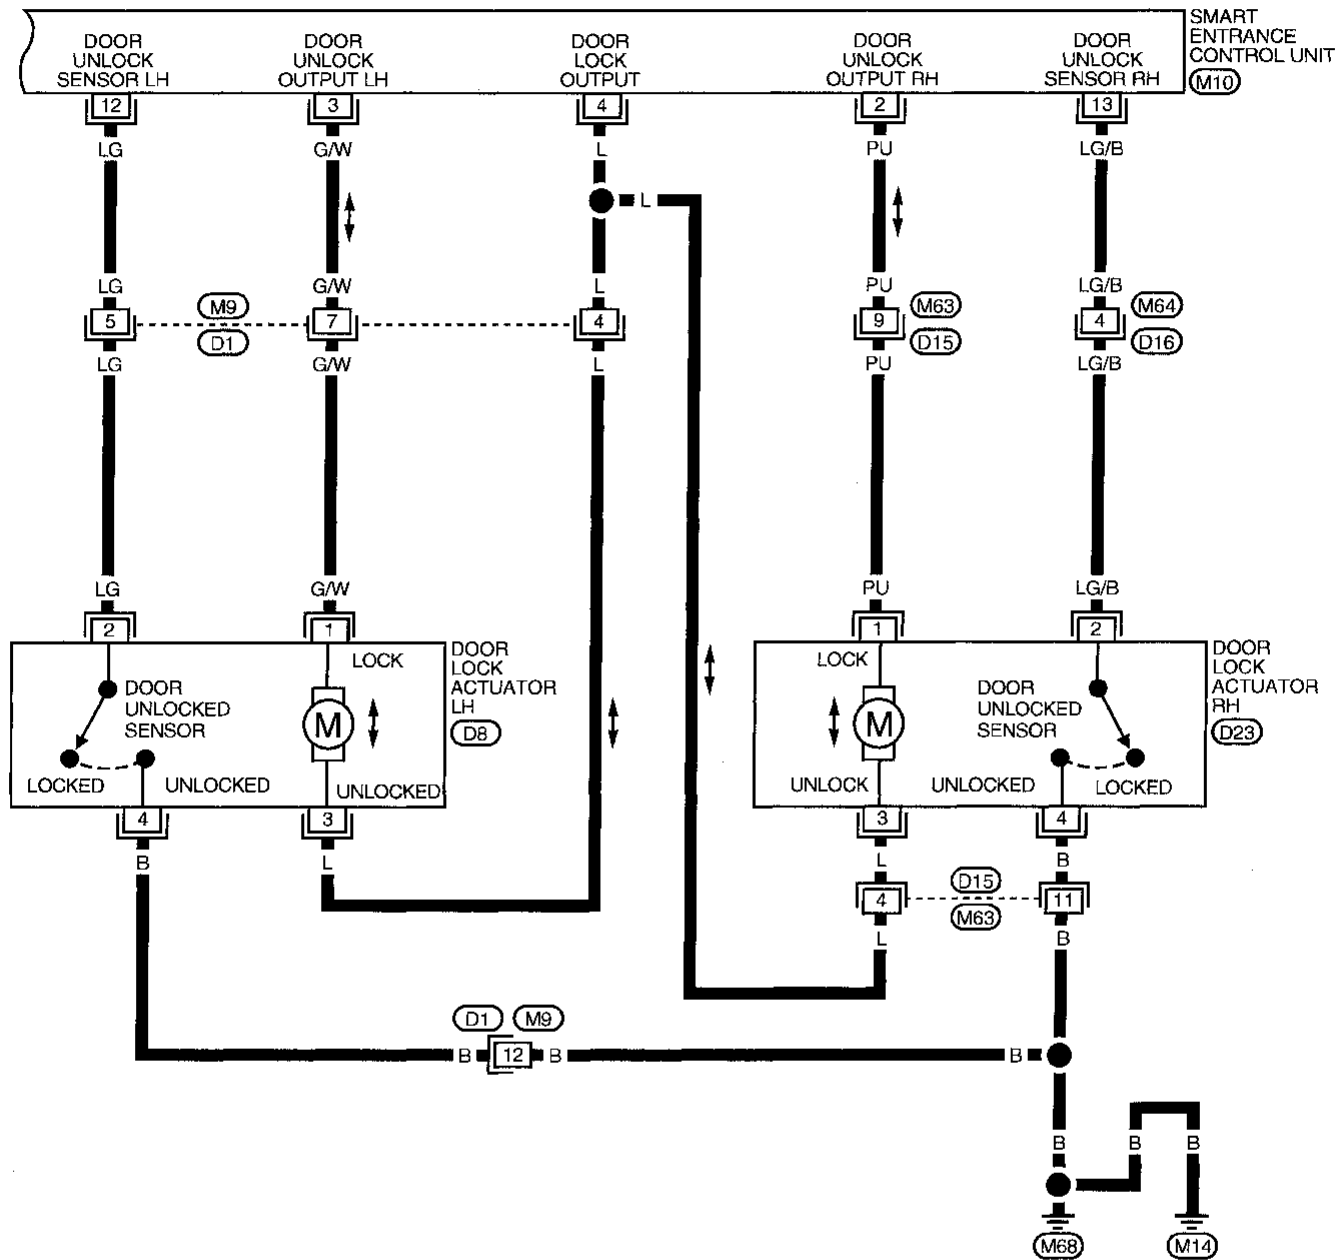 SMART
ENTRANCE
CONTROL UNIT
M10
DOOR
UNLOCK
SENSOR LH
DOOR
UNLOCK
OUTPUT LH
DOOR
LOCK
OUTPUT
DOOR
UNLOCK
OUTPUT RH
DOOR
UNLOCK
SENSOR RH
12 3 4 2 13
LG G/W L PU LG/B
L
LG G/W L PU LG/B
M9 M63 M64
5 7 4 9 4
D1 D15 D16
LG G/W L PU LG/B
LG G/W PU LG/B
2 1 1 2
LOCK
DOOR
UNLOCKED
SENSOR
M
LOCKED
UNLOCKED
UNLOCKED
DOOR
LOCK
ACTUATOR
LH
D8
LOCK
M
UNLOCK
DOOR
UNLOCKED
SENSOR
UNLOCKED
LOCKED
DOOR
LOCK
ACTUATOR
RH
D23
4 3 3 4
B L L B
D15
4 11
M63
L B
D1 M9
B 12 B B
B B B
M68 M14